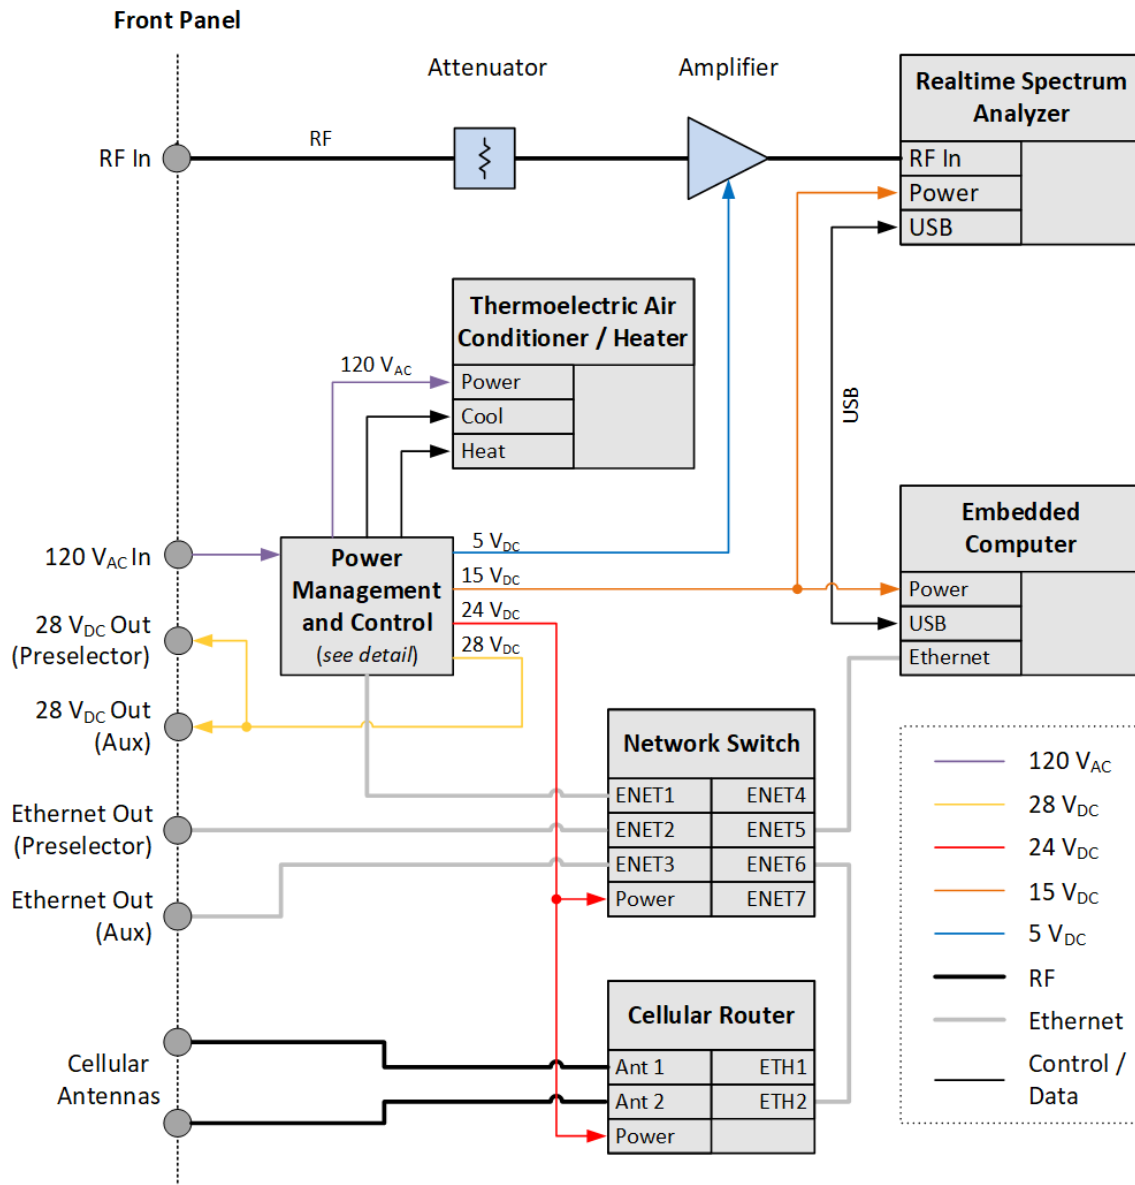 Front Panel
Attenuator
Amplifier
Realtime Spectrum
Analyzer
RF In
RF
RF In
Power
USB
Thermoelectric Air
Conditioner / Heater
120 VAC
Power
Cool
Heat
USB
120 VAC In
Power
Management
and Control
(see detail)
5 VDC
15 VDC
24 VDC
28 VDC
Embedded
Computer
Power
USB
Ethernet
28 VDC Out
(Preselector)
28 VDC Out
(Aux)
Network Switch
ENET1 ENET4
ENET2 ENET5
ENET3 ENET6
Power ENET7
Ethernet Out
(Preselector)
Ethernet Out
(Aux)
Cellular Router
Ant 1 ETH1
Ant 2 ETH2
Power
Cellular
Antennas
120 VAC
28 VDC
24 VDC
15 VDC
5 VDC
RF
Ethernet
Control /
Data